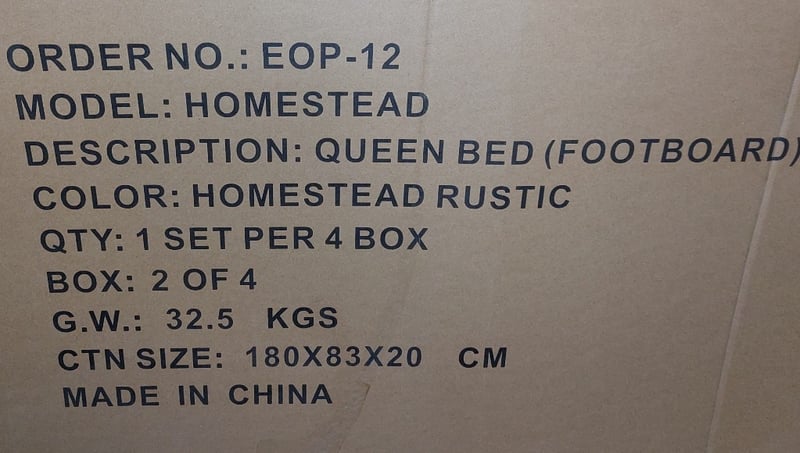 ORDER NO.: EOP-12
MODEL: HOMESTEAD
DESCRIPTION: QUEEN BED (FOOTBOARD)
COLOR: HOMESTEAD RUSTIC
QTY: 1 SET PER 4 BOX
BOX: 2 OF 4
G.W.: 32.5 KGS
CTN SIZE: 180X83X20 CM
MADE IN CHINA